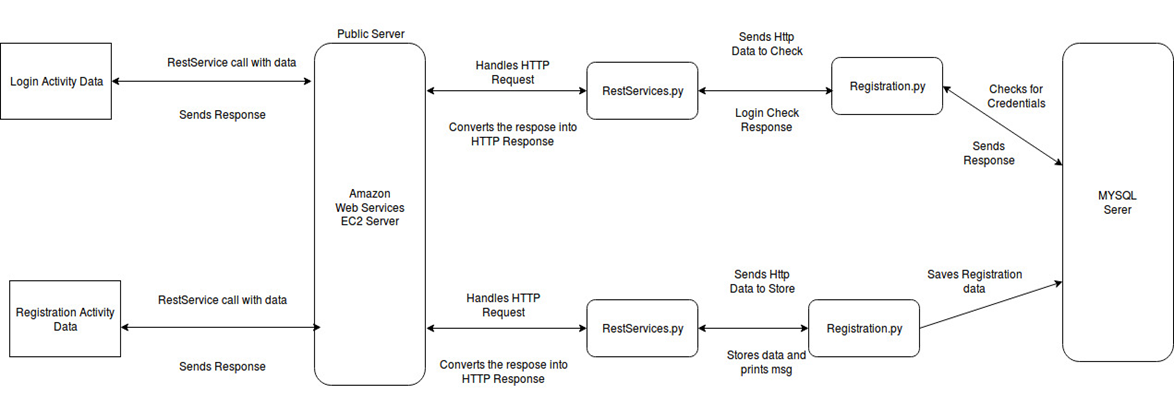 Public Server
Login Activity Data
RestService call with data
Sends Response
Handles HTTP
Request
Converts the respose into
HTTP Response
RestServices.py
Sends Http
Data to Check
Login Check
Response
Registration.py
Checks for
Credentials
Sends
Response
Amazon
Web Services
EC2 Server
MYSQL
Serer
Registration Activity
Data
RestService call with data
Sends Response
Handles HTTP
Request
Converts the respose into
HTTP Response
RestServices.py
Sends Http
Data to Store
Stores data and
prints msg
Registration.py
Saves Registration
data